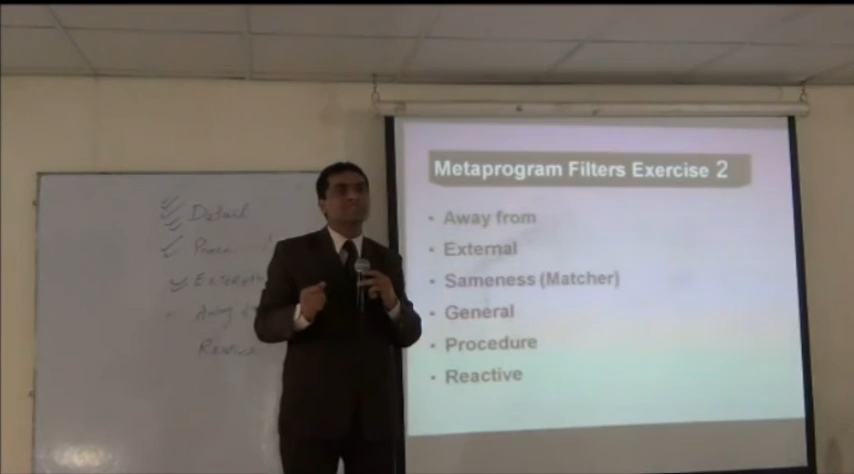 Detail
Metaprogram Filters Exercise 2
• Away from
• External
• Sameness (Matcher)
• General
• Procedure
• Reactive